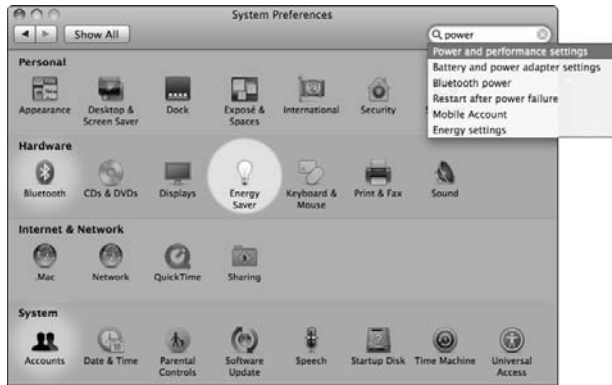 System Preferences
Show All
power
Power and performance settings
Battery and power adapter settings
Bluetooth power
Restart after power failure
Mobile Account
Energy settings
Personal
Appearance
Desktop &
Screen Saver
Dock
Exposé &
Spaces
International
Security
Hardware
Bluetooth
CDs & DVDs
Displays
Energy
Saver
Keyboard &
Mouse
Print & Fax
Sound
Internet & Network
.Mac
Network
QuickTime
Sharing
System
Accounts
Date & Time
Parental
Controls
Software
Update
Speech
Startup Disk
Time Machine
Universal
Access